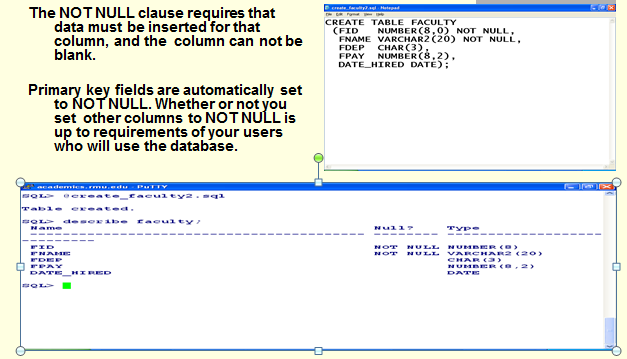 The NOT NULL clause requires that
data must be inserted for that
column, and the column can not be
blank.
Primary key fields are automatically set
to NOT NULL. Whether or not you
set other columns to NOT NULL is
up to requirements of your users
who will use the database.
create_faculty2.sql - Notepad
File Edit Format View Help
CREATE TABLE FACULTY
(FID NUMBER(8,0) NOT NULL,
FNAME VARCHAR2(20) NOT NULL,
FDEP CHAR(3),
FPAY NUMBER(8,2),
DATE_HIRED DATE);
academics.rmu.edu - PuTTY
SQL> @create_faculty2.sql
Table created.
SQL> describe faculty;
Name Null? Type
FID NOT NULL NUMBER(8)
FNAME NOT NULL VARCHAR2(20)
FDEP CHAR(3)
FPAY NUMBER(8,2)
DATE_HIRED DATE
SQL>